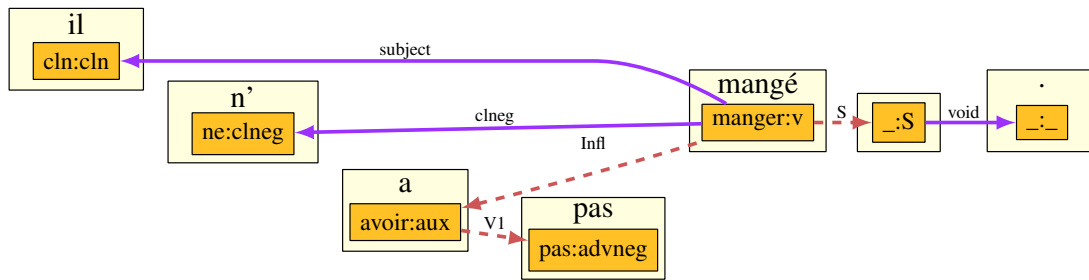 il
cln:cln
subject
n'
ne:clneg
clneg
mangé
manger:v
S
_:S
void
.
_:_
Infl
a
avoir:aux
V1
pas
pas:advneg